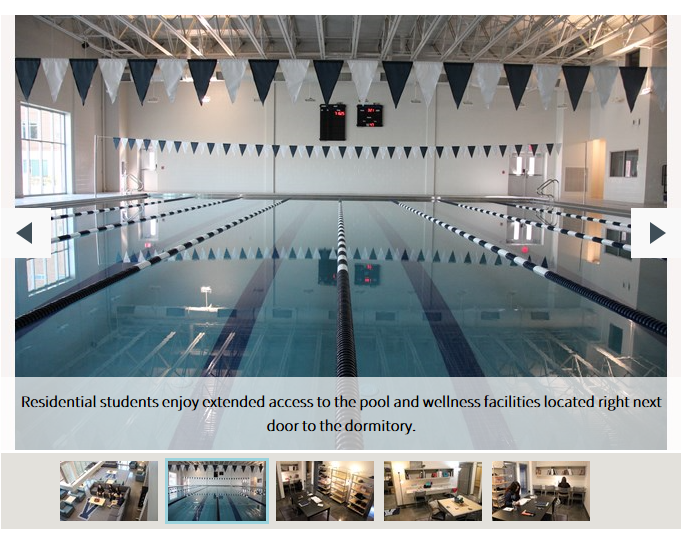 Residential students enjoy extended access to the pool and wellness facilities located right next
door to the dormitory.